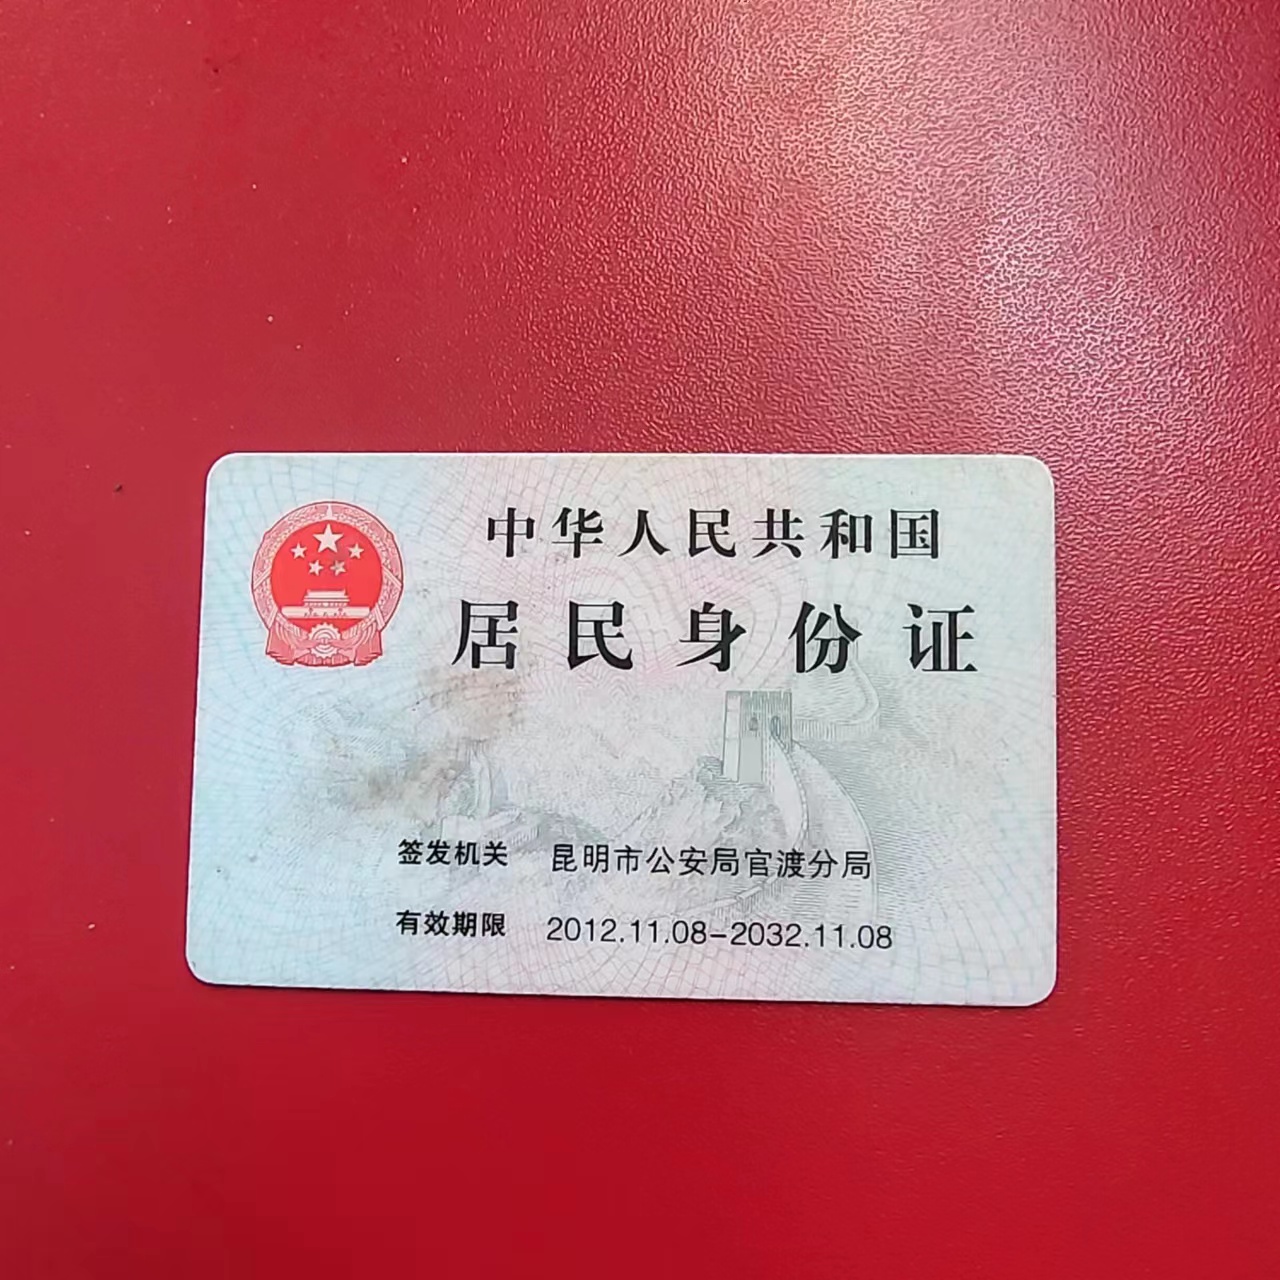 中华人民共和国
居民身份证
签发机关 昆明市公安局官渡分局
有效期限 2012.11.08-2032.11.08